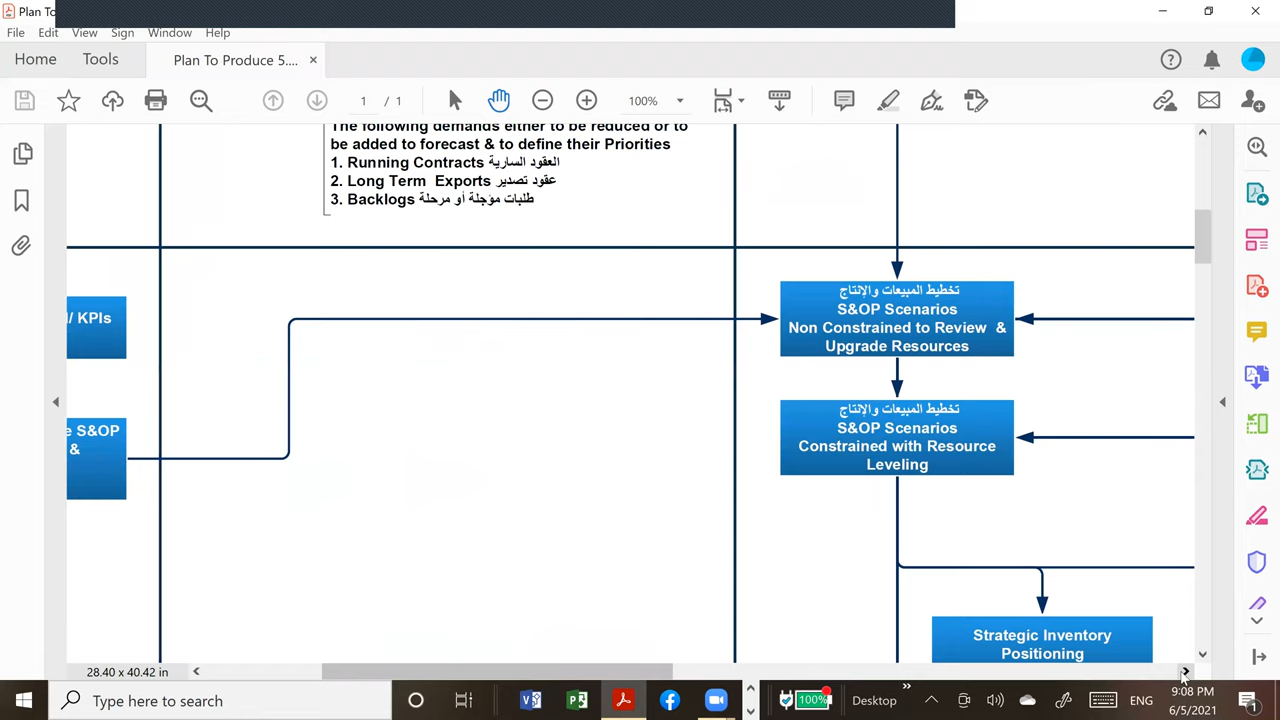 Plan To
File Edit View Sign Window Help
Home Tools Plan To Produce 5.... ×
1 / 1 100%
The following demands either to be reduced or to
be added to forecast & to define their Priorities
1. Running Contracts العقود السارية
2. Long Term Exports عقود تصدير
3. Backlogs طلبات مؤجلة أو مرحلة
/ KPIs
e S&OP
&
تخطيط المبيعات والإنتاج
S&OP Scenarios
Non Constrained to Review &
Upgrade Resources
تخطيط المبيعات والإنتاج
S&OP Scenarios
Constrained with Resource
Leveling
Strategic Inventory
Positioning
28.40 x 40.42 in
Type here to search
100% Desktop ENG
9:08 PM
6/5/2021
1